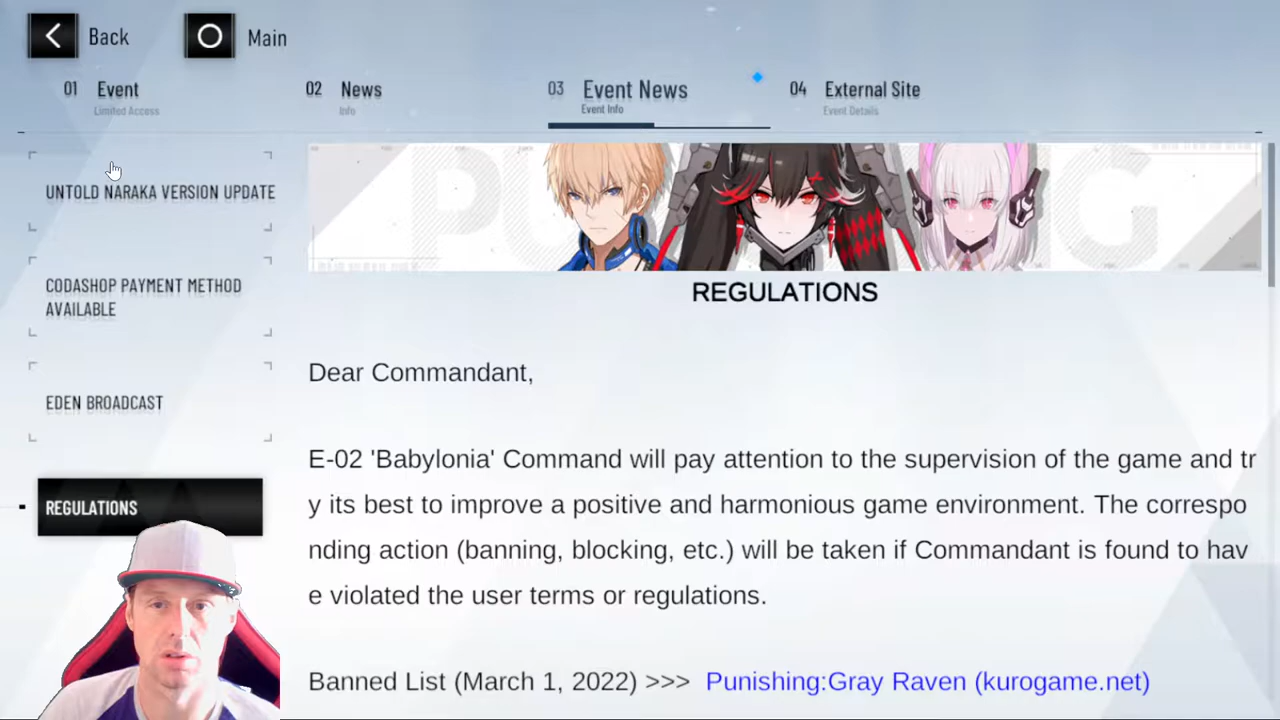 Back
Main
01 Event
Limited Access
02 News
Info
03 Event News
Event Info
04 External Site
Event Details
UNTOLD NARAKA VERSION UPDATE
CODASHOP PAYMENT METHOD
AVAILABLE
EDEN BROADCAST
REGULATIONS
REGULATIONS
Dear Commandant,
E-02 'Babylonia' Command will pay attention to the supervision of the game and tr
y its best to improve a positive and harmonious game environment. The correspo
nding action (banning, blocking, etc.) will be taken if Commandant is found to hav
e violated the user terms or regulations.
Banned List (March 1, 2022) >>> Punishing:Gray Raven (kurogame.net)